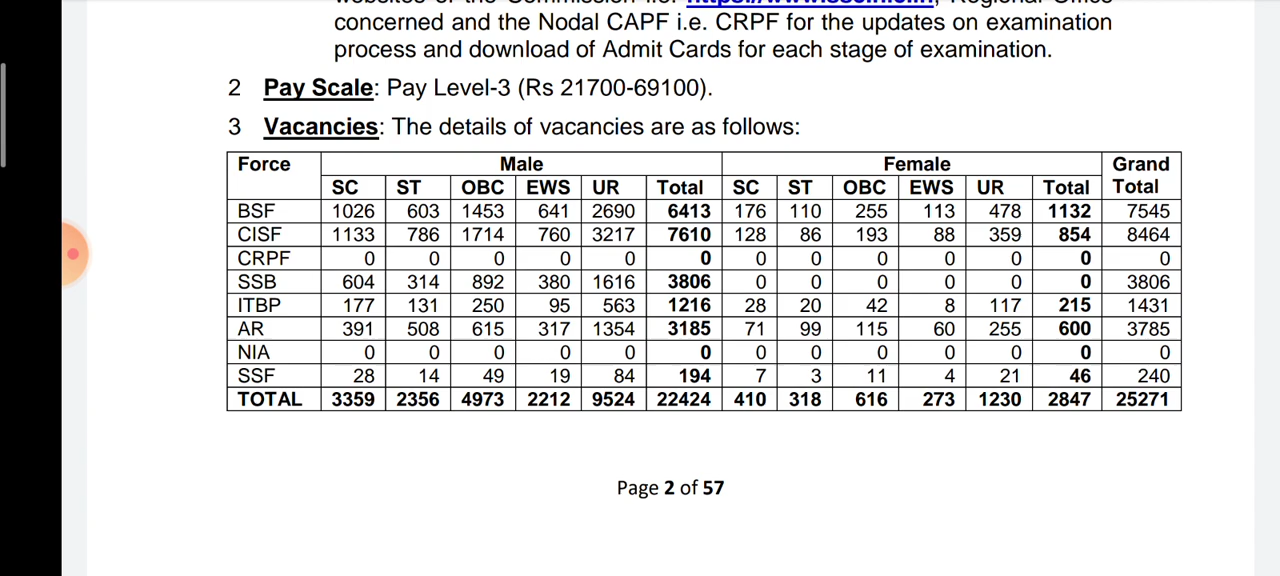 concerned and the Nodal CAPF i.e. CRPF for the updates on examination
process and download of Admit Cards for each stage of examination.
2 Pay Scale: Pay Level-3 (Rs 21700-69100).
3 Vacancies: The details of vacancies are as follows:
Force Male Female Grand
SC ST OBC EWS UR Total SC ST OBC EWS UR Total Total
BSF 1026 603 1453 641 2690 6413 176 110 255 113 478 1132 7545
CISF 1133 786 1714 760 3217 7610 128 86 193 88 359 854 8464
CRPF 0 0 0 0 0 0 0 0 0 0 0 0 0
SSB 604 314 892 380 1616 3806 0 0 0 0 0 0 3806
ITBP 177 131 250 95 563 1216 28 20 42 8 117 215 1431
AR 391 508 615 317 1354 3185 71 99 115 60 255 600 3785
NIA 0 0 0 0 0 0 0 0 0 0 0 0 0
SSF 28 14 49 19 84 194 7 3 11 4 21 46 240
TOTAL 3359 2356 4973 2212 9524 22424 410 318 616 273 1230 2847 25271
Page 2 of 57